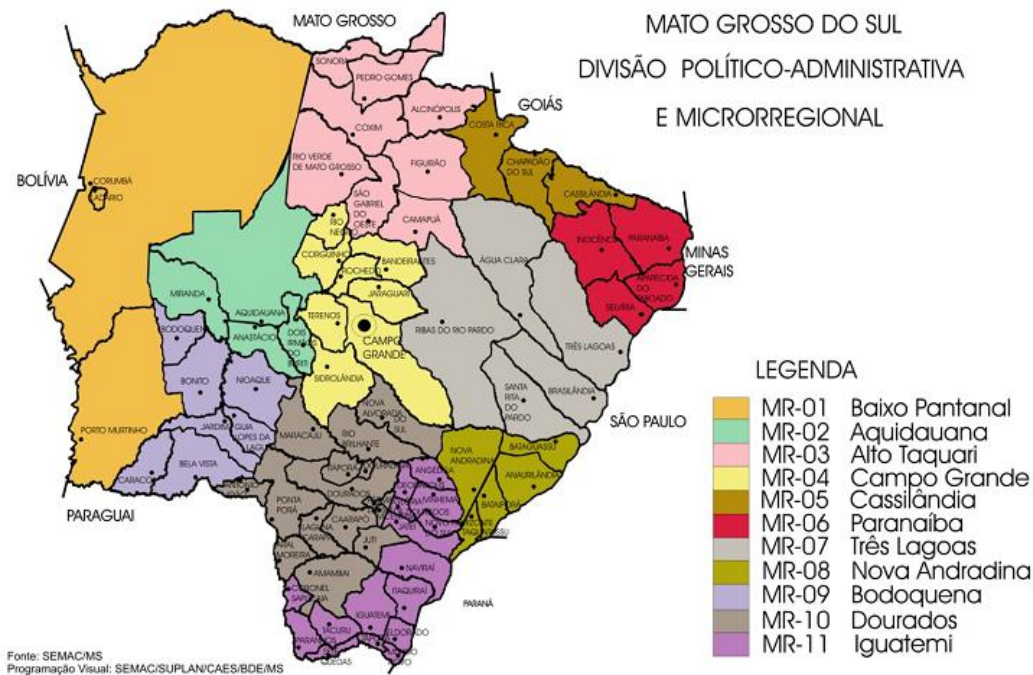 MATO GROSSO
MATO GROSSO DO SUL
DIVISÃO POLÍTICO-ADMINISTRATIVA
E MICRORREGIONAL
GOIÁS
BOLÍVIA
MINAS
GERAIS
SÃO PAULO
PARAGUAI
PARANÁ
SONORA
PEDRO GOMES
ALCINÓPOLIS
COXIM
COSTA RICA
RIO VERDE
DE MATO GROSSO
FIGUIRÃO
CHAPADÃO
DO SUL
CASSILÂNDIA
CORUMBÁ
SÃO
GABRIEL
DO
OESTE
CAMAPUÃ
RIO
NEGRO
INOCÊNCIA
PARANAÍBA
CORGUINHO
BANDEIRANTES
ROCHEDO
ÁGUA CLARA
APARECIDA
DO
TABOADO
JARAGUARI
SELVÍRIA
MIRANDA
AQUIDAUANA
TERENOS
RIBAS DO RIO PARDO
BODOQUENA
ANASTÁCIO
DOIS
IRMÃOS
DO
BURITI
CAMPO
GRANDE
TRÊS LAGOAS
SIDROLÂNDIA
BONITO
NIOAQUE
SANTA
RITA
DO
PARDO
BRASILÂNDIA
NOVA
ALVORADA
DO
SUL
PORTO MURTINHO
JARDIM
GUIA
LOPES DA
MARACAJU
RIO
BRILHANTE
BATAGUASSU
NOVA
ANDRADINA
BELA VISTA
CARACOL
ITAPORÃ
ANAURILÂNDIA
DOURADOS
BATAIPORÃ
PONTA
PORÃ
CAARAPÓ
LAGUNA
CARAPÃ
JATEÍ
JUTI
AMAMBAI
NAVIRAÍ
CORONEL
ITAQUIRAÍ
IGUATEMI
TACURU
PARANHOS
ELDORADO
QUEDAS
LEGENDA
MR-01 Baixo Pantanal
MR-02 Aquidauana
MR-03 Alto Taquari
MR-04 Campo Grande
MR-05 Cassilândia
MR-06 Paranaíba
MR-07 Três Lagoas
MR-08 Nova Andradina
MR-09 Bodoquena
MR-10 Dourados
MR-11 Iguatemi
Fonte: SEMAC/MS
Programação Visual: SEMAC/SUPLAN/CAES/BDE/MS